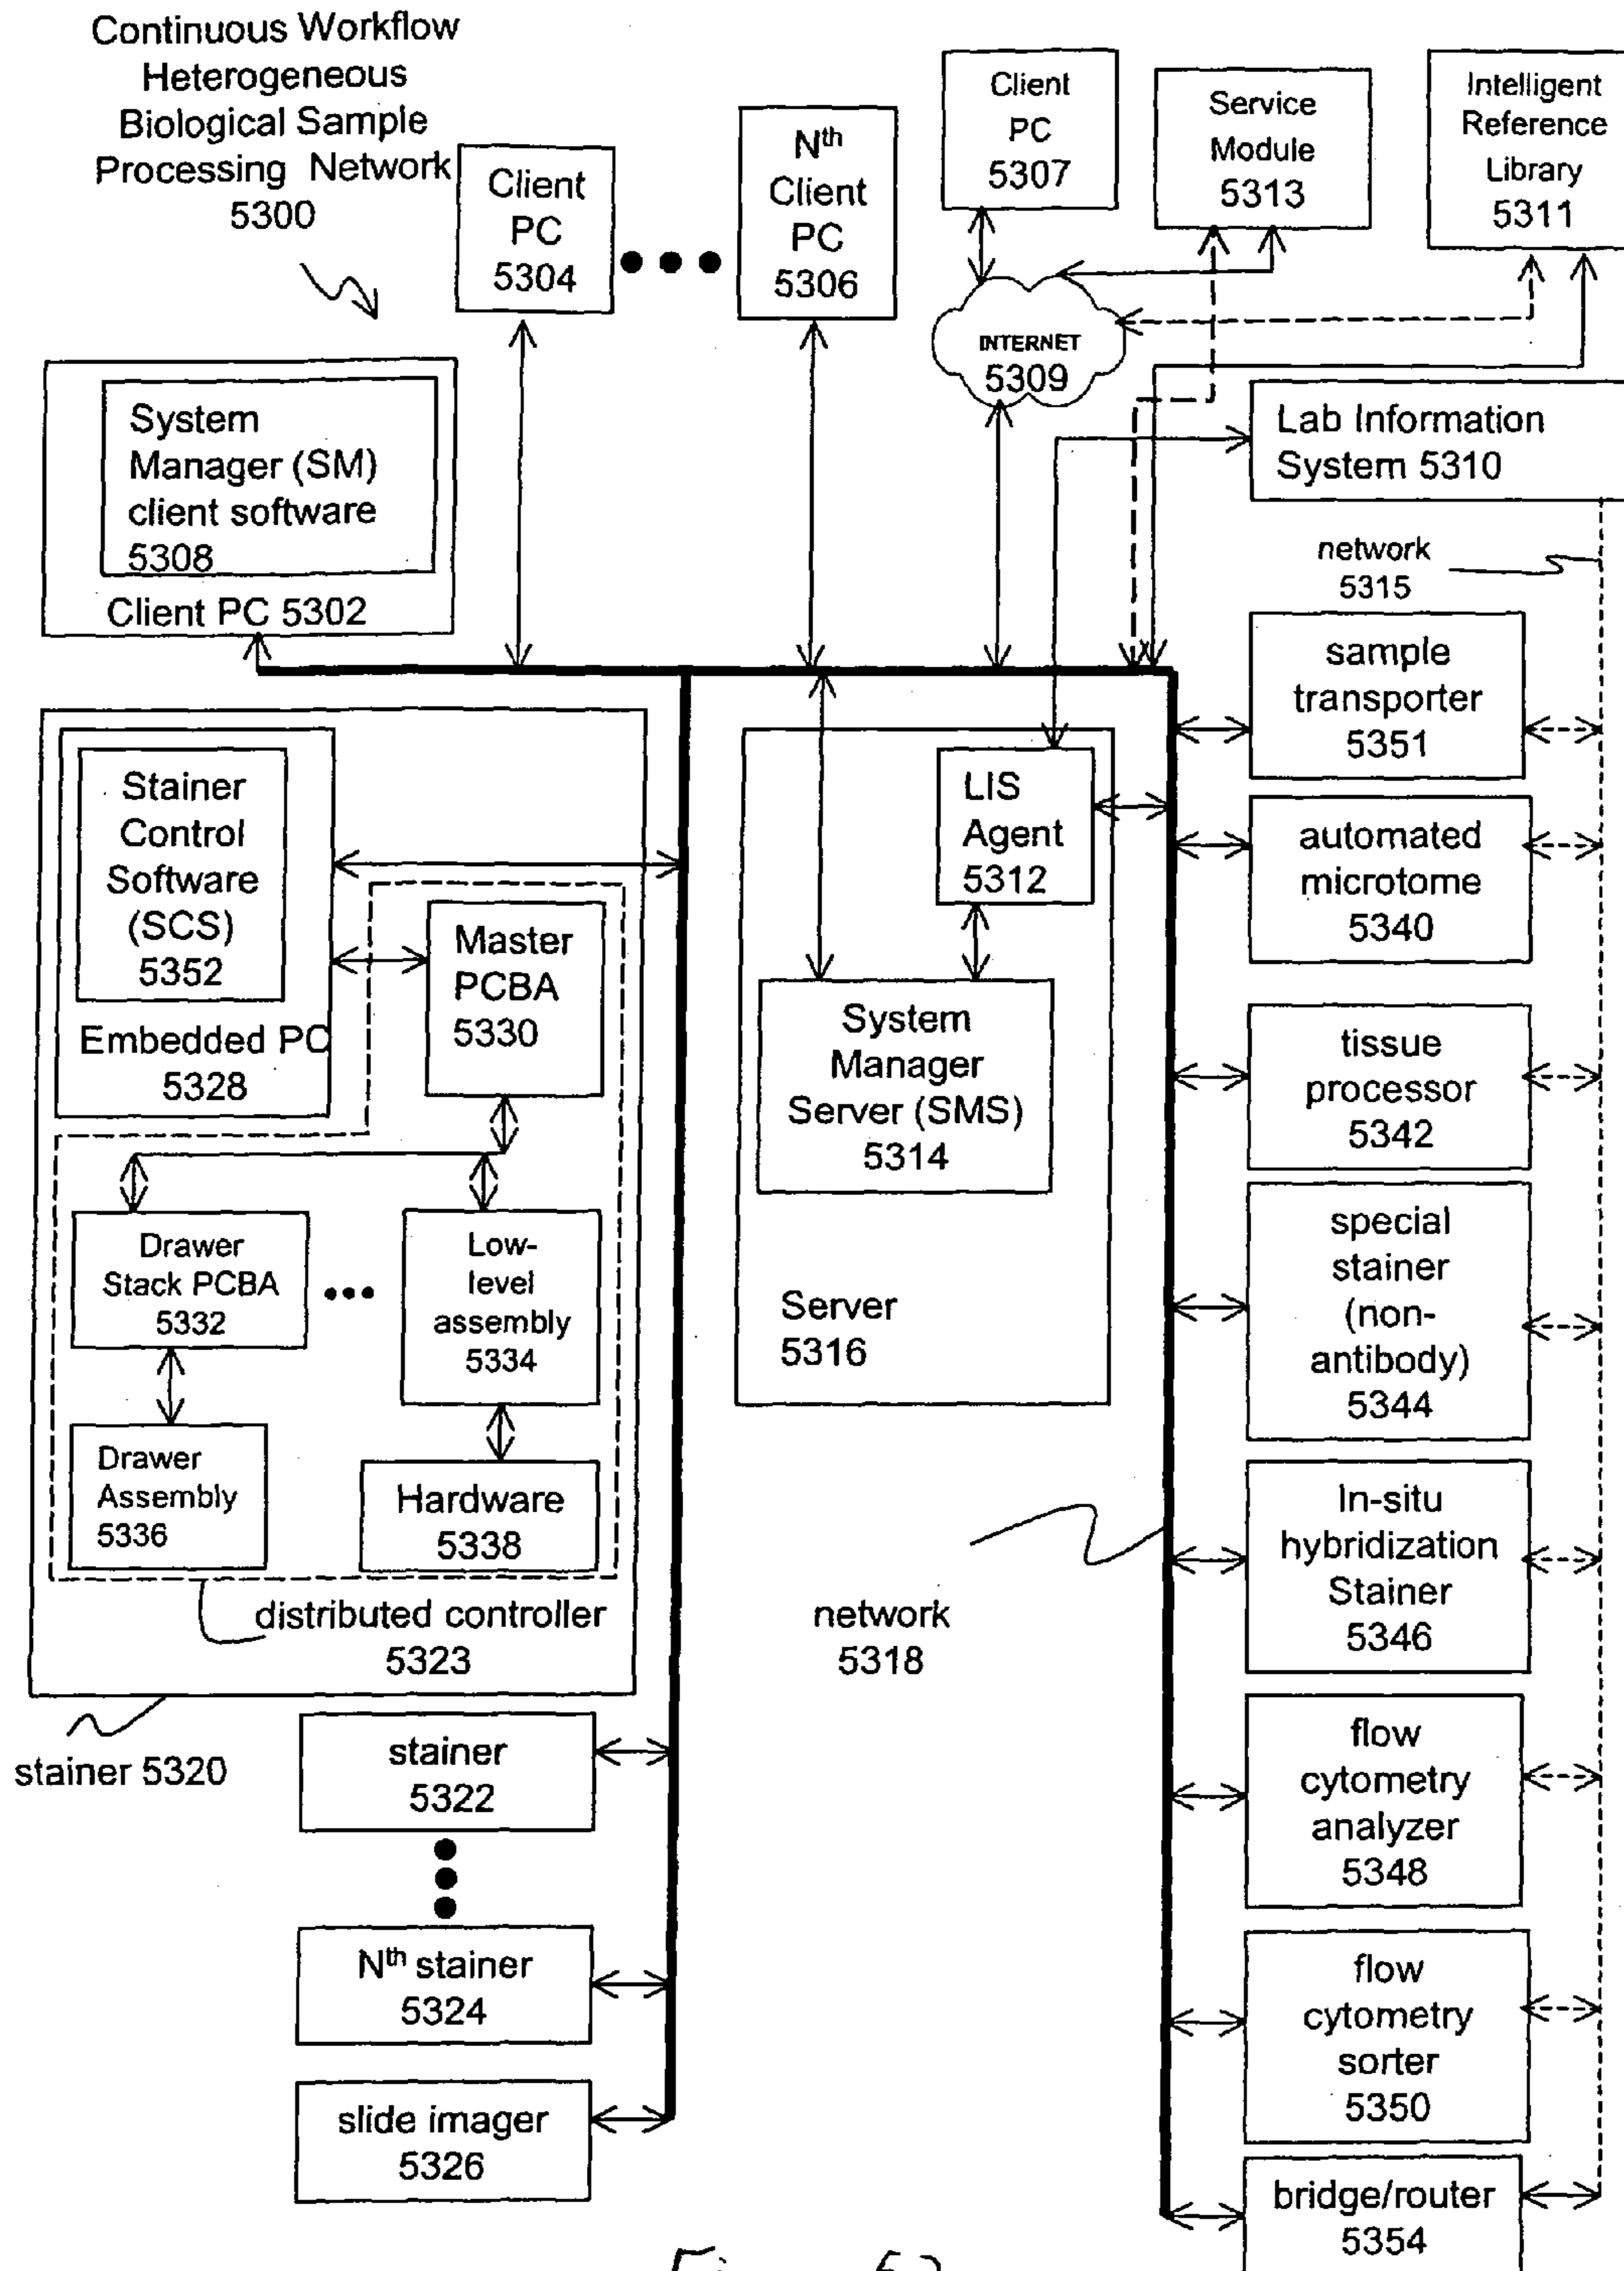 Continuous Workflow
Heterogeneous
Biological Sample
Processing Network
5300
Client
PC
5304
Nth
Client
PC
5306
Client
PC
5307
Service
Module
5313
Intelligent
Reference
Library
5311
INTERNET
5309
System
Manager (SM)
client software
5308
Client PC 5302
Lab Information
System 5310
network
5315
Stainer
Control
Software
(SCS)
5352
Embedded PC
5328
Master
PCBA
5330
Drawer
Stack PCBA
5332
Low-
level
assembly
5334
Drawer
Assembly
5336
Hardware
5338
distributed controller
5323
stainer 5320
stainer
5322
Nth stainer
5324
slide imager
5326
LIS
Agent
5312
System
Manager
Server (SMS)
5314
Server
5316
network
5318
sample
transporter
5351
automated
microtome
5340
tissue
processor
5342
special
stainer
(non-
antibody)
5344
In-situ
hybridization
Stainer
5346
flow
cytometry
analyzer
5348
flow
cytometry
sorter
5350
bridge/router
5354